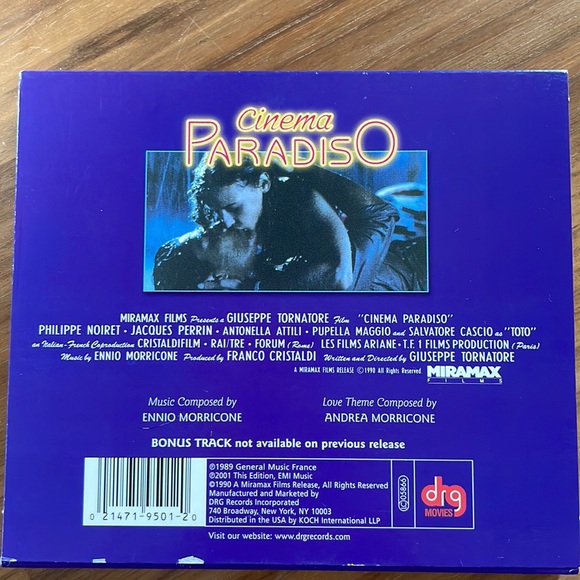 Cinema
PARADISO
MIRAMAX FILMS Presents a GIUSEPPE TORNATORE Film "CINEMA PARADISO"
PHILIPPE NOIRET · JACQUES PERRIN · ANTONELLA ATTILI · PUPELLA MAGGIO and SALVATORE CASCIO as "TOTO"
an Italian-French Coproduction CRISTALDIFILM · RAI/TRE · FORUM (Rome) LES FILMS ARIANE · T.F. 1 FILMS PRODUCTION (Paris)
Music by ENNIO MORRICONE Produced by FRANCO CRISTALDI Written and Directed by GIUSEPPE TORNATORE
A MIRAMAX FILMS RELEASE ©1990 All Rights Reserved. MIRAMAX
FILMS
Music Composed by
ENNIO MORRICONE
Love Theme Composed by
ANDREA MORRICONE
BONUS TRACK not available on previous release
0 21471-9501-2 0
℗1989 General Music France
℗2001 This Edition, EMI Music
©1990 A Miramax Films Release, All Rights Reserved
Manufactured and Marketed by
DRG Records Incorporated
740 Broadway, New York, NY 10003
Distributed in the USA by KOCH International LLP
LC05866
drg
MOVIES
Visit our website: www.drgrecords.com